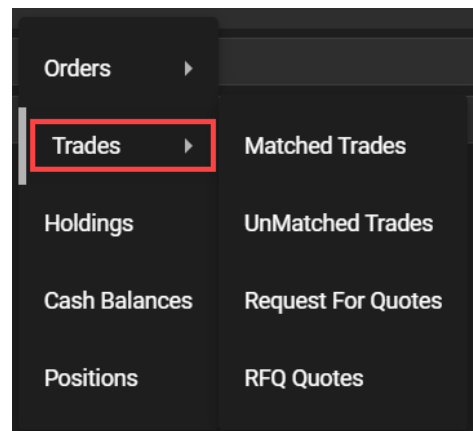 Orders
Trades
Holdings
Cash Balances
Positions
Matched Trades
UnMatched Trades
Request For Quotes
RFQ Quotes